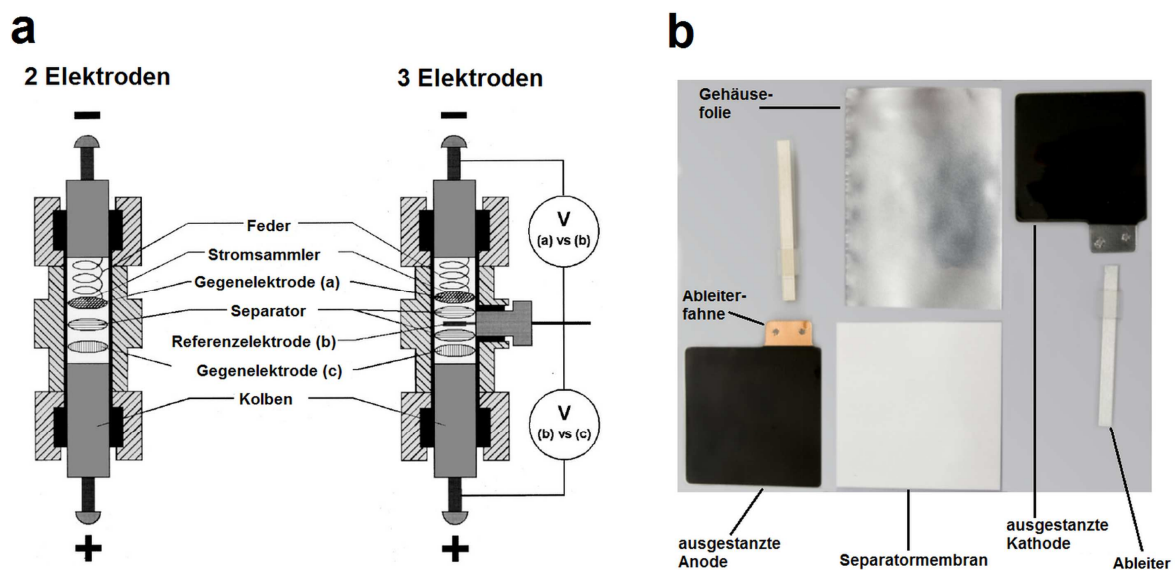 a
2 Elektroden
3 Elektroden
Feder
Stromsammler
Gegenelektrode (a)
Separator
Referenzelektrode (b)
Gegenelektrode (c)
Kolben
V
(a) vs (b)
V
(b) vs (c)
b
Gehäuse-
folie
Ableiter-
fahne
ausgestanzte
Anode
Separatormembran
ausgestanzte
Kathode
Ableiter